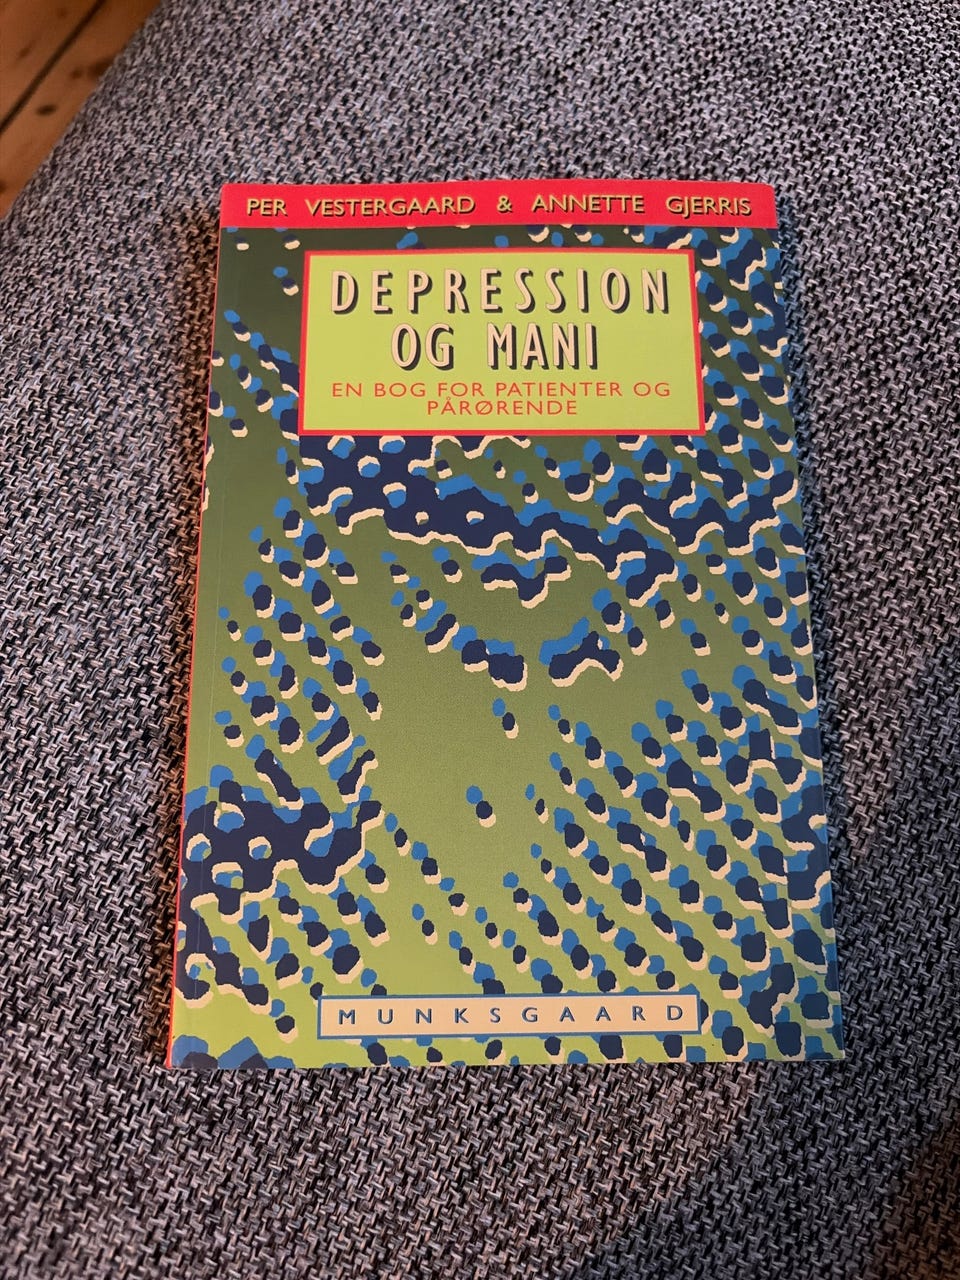 PER VESTERGAARD & ANNETTE GJERRIS
DEPRESSION
OG MANI
EN BOG FOR PATIENTER OG
PÅRØRENDE
MUNKSGAARD